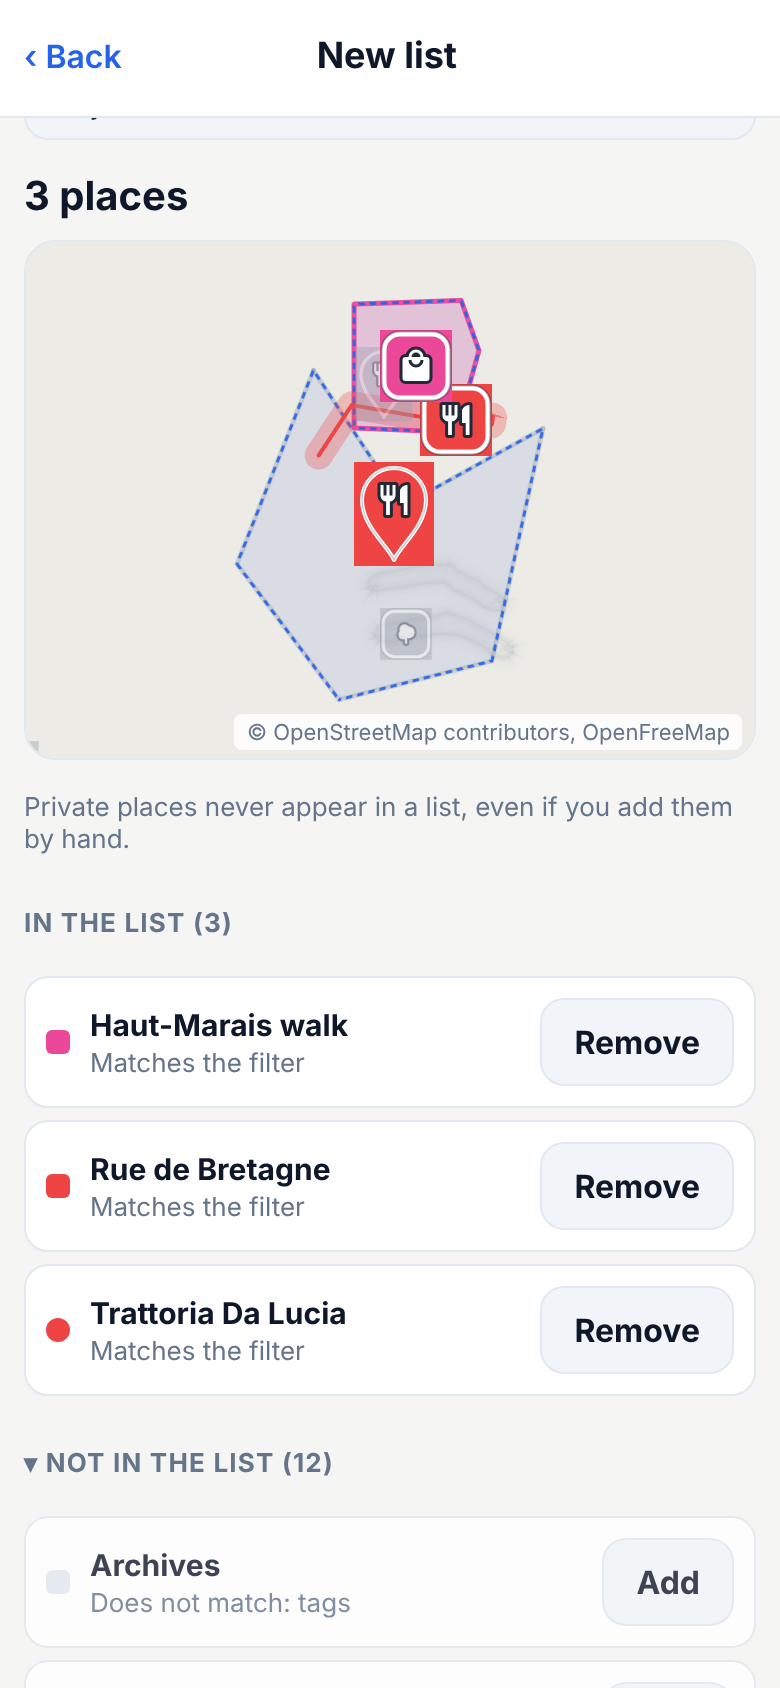 ‹ Back
New list
3 places
© OpenStreetMap contributors, OpenFreeMap
Private places never appear in a list, even if you add them
by hand.
IN THE LIST (3)
Haut-Marais walk
Matches the filter
Remove
Rue de Bretagne
Matches the filter
Remove
Trattoria Da Lucia
Matches the filter
Remove
▾ NOT IN THE LIST (12)
Archives
Does not match: tags
Add